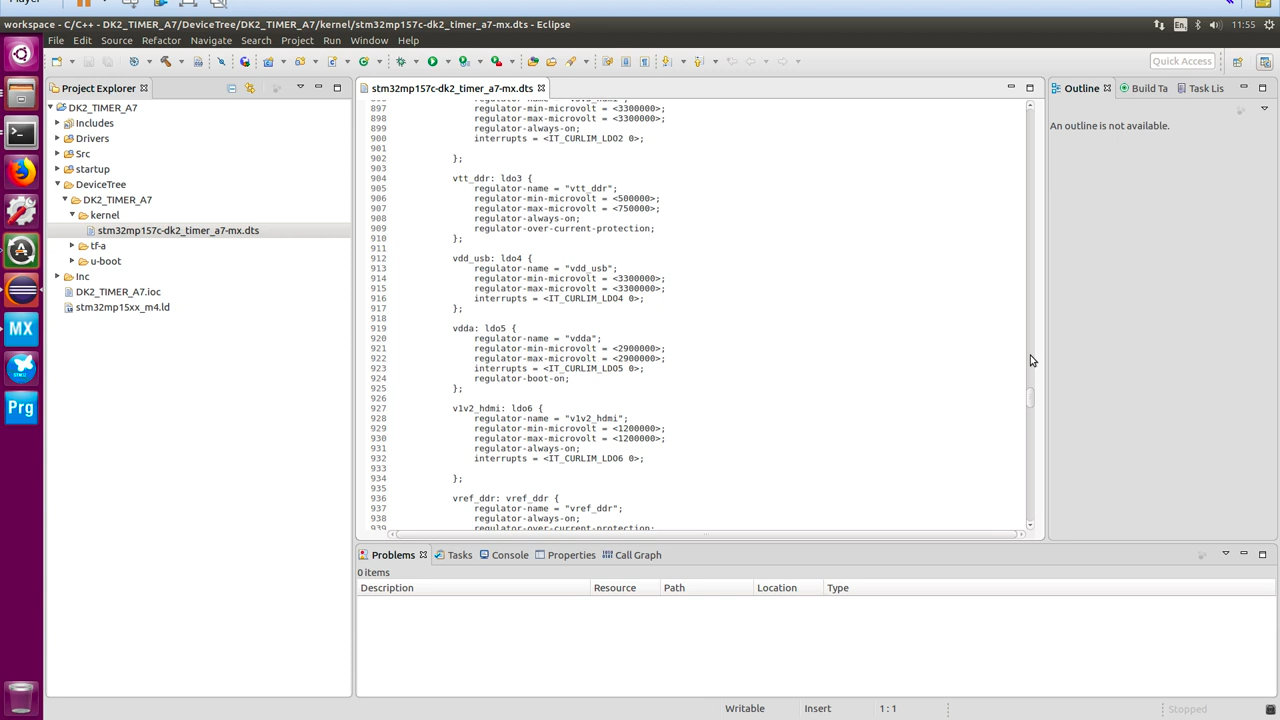 Player
workspace - C/C++ - DK2_TIMER_A7/DeviceTree/DK2_TIMER_A7/kernel/stm32mp157c-dk2_timer_a7-mx.dts - Eclipse
En
11:55
File Edit Source Refactor Navigate Search Project Run Window Help
Quick Access
Project Explorer
stm32mp157c-dk2_timer_a7-mx.dts
Outline
Build Ta
Task Lis
An outline is not available.
DK2_TIMER_A7
Includes
Drivers
Src
startup
DeviceTree
DK2_TIMER_A7
kernel
stm32mp157c-dk2_timer_a7-mx.dts
tf-a
u-boot
Inc
DK2_TIMER_A7.ioc
stm32mp15xx_m4.ld
MX
Prg
897 regulator-min-microvolt = <3300000>;
898 regulator-max-microvolt = <3300000>;
899 regulator-always-on;
900 interrupts = <IT_CURLIM_LDO2 0>;
901
902 };
903
904 vtt_ddr: ldo3 {
905 regulator-name = "vtt_ddr";
906 regulator-min-microvolt = <500000>;
907 regulator-max-microvolt = <750000>;
908 regulator-always-on;
909 regulator-over-current-protection;
910 };
911
912 vdd_usb: ldo4 {
913 regulator-name = "vdd_usb";
914 regulator-min-microvolt = <3300000>;
915 regulator-max-microvolt = <3300000>;
916 interrupts = <IT_CURLIM_LDO4 0>;
917 };
918
919 vdda: ldo5 {
920 regulator-name = "vdda";
921 regulator-min-microvolt = <2900000>;
922 regulator-max-microvolt = <2900000>;
923 interrupts = <IT_CURLIM_LDO5 0>;
924 regulator-boot-on;
925 };
926
927 v1v2_hdmi: ldo6 {
928 regulator-name = "v1v2_hdmi";
929 regulator-min-microvolt = <1200000>;
930 regulator-max-microvolt = <1200000>;
931 regulator-always-on;
932 interrupts = <IT_CURLIM_LDO6 0>;
933
934 };
935
936 vref_ddr: vref_ddr {
937 regulator-name = "vref_ddr";
938 regulator-always-on;
939 regulator-over-current-protection;
Problems
Tasks
Console
Properties
Call Graph
0 items
Description Resource Path Location Type
Writable
Insert
1 : 1
Stopped